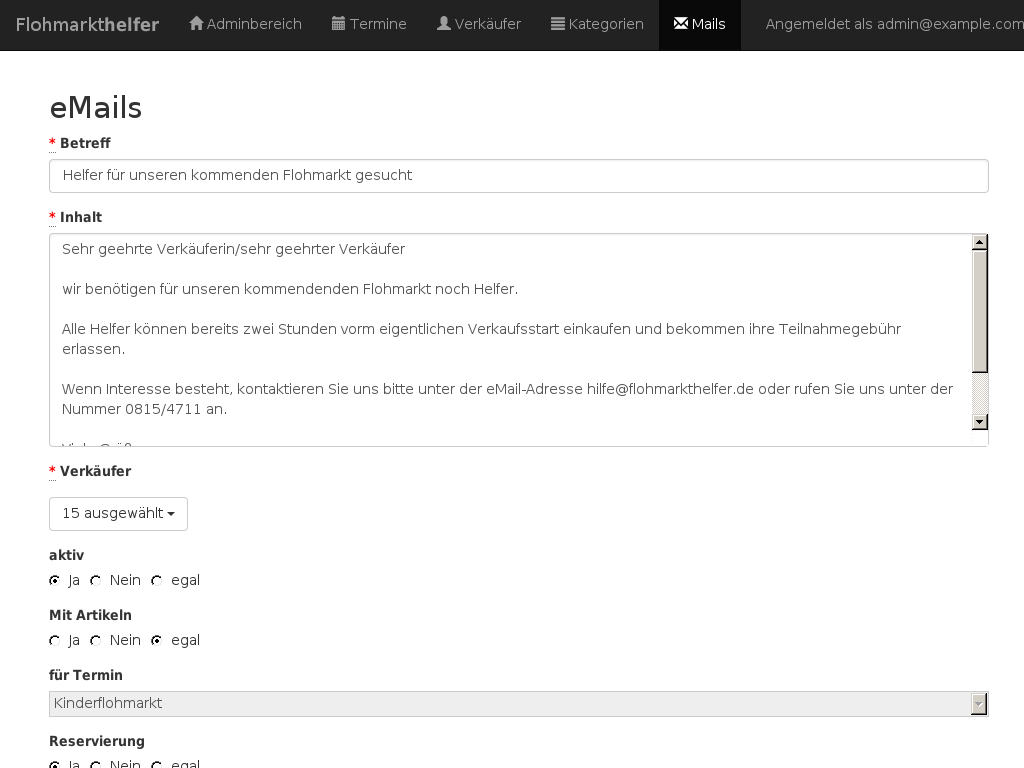 Flohmarkthelfer Adminbereich Termine Verkäufer Kategorien Mails Angemeldet als admin@example.com
eMails
* Betreff
Helfer für unseren kommenden Flohmarkt gesucht
* Inhalt
Sehr geehrte Verkäuferin/sehr geehrter Verkäufer
wir benötigen für unseren kommendenden Flohmarkt noch Helfer.
Alle Helfer können bereits zwei Stunden vorm eigentlichen Verkaufsstart einkaufen und bekommen ihre Teilnahmegebühr
erlassen.
Wenn Interesse besteht, kontaktieren Sie uns bitte unter der eMail-Adresse hilfe@flohmarkthelfer.de oder rufen Sie uns unter der
Nummer 0815/4711 an.
* Verkäufer
15 ausgewählt
aktiv
Ja Nein egal
Mit Artikeln
Ja Nein egal
für Termin
Kinderflohmarkt
Reservierung
Ja Nein egal